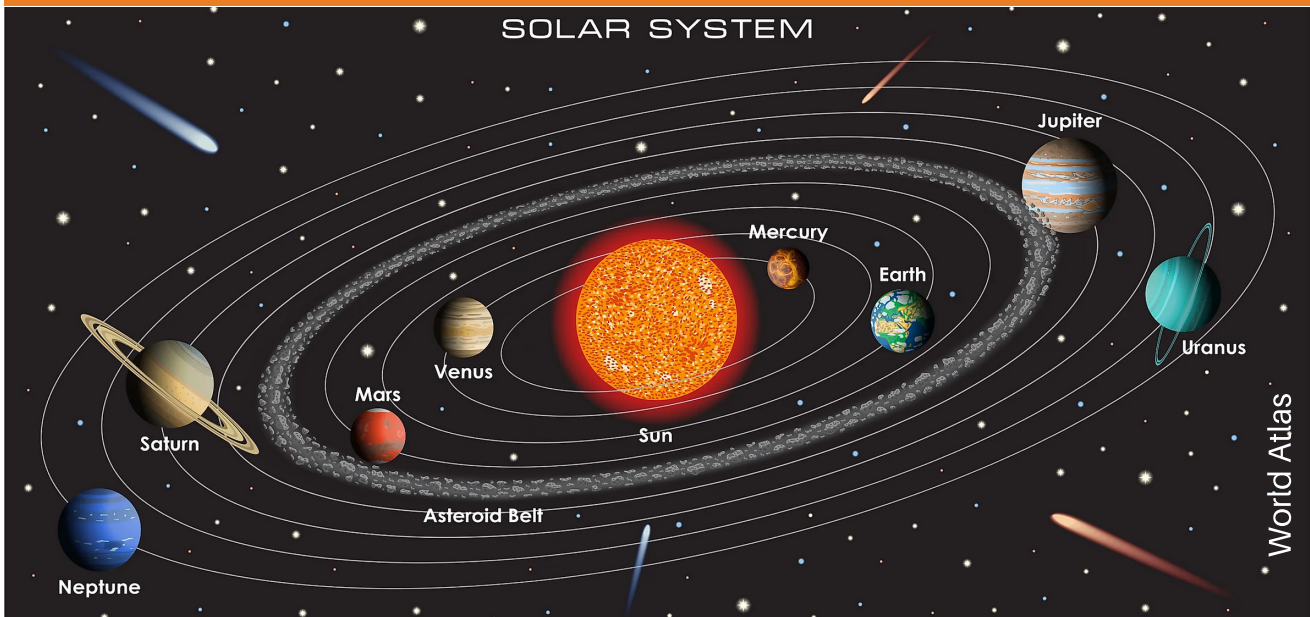 SOLAR SYSTEM
Jupiter
Mercury
Earth
Uranus
Venus
Mars
Sun
Saturn
Asteroid Belt
Neptune
World Atlas